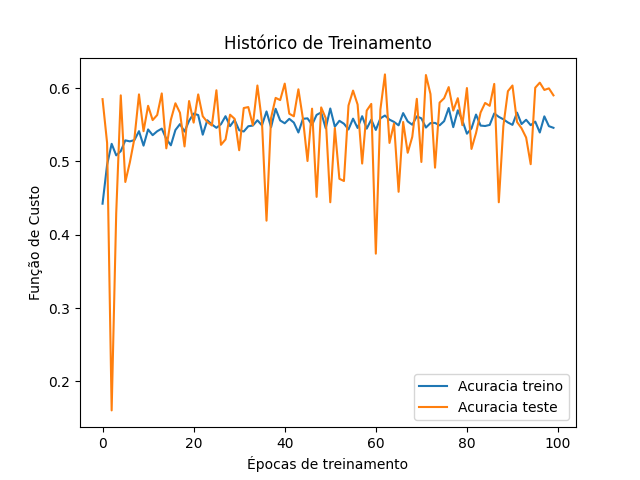 Histórico de Treinamento
Função de Custo
0.6
0.5
0.4
0.3
0.2
0 20 40 60 80 100
Épocas de treinamento
Acuracia treino
Acuracia teste